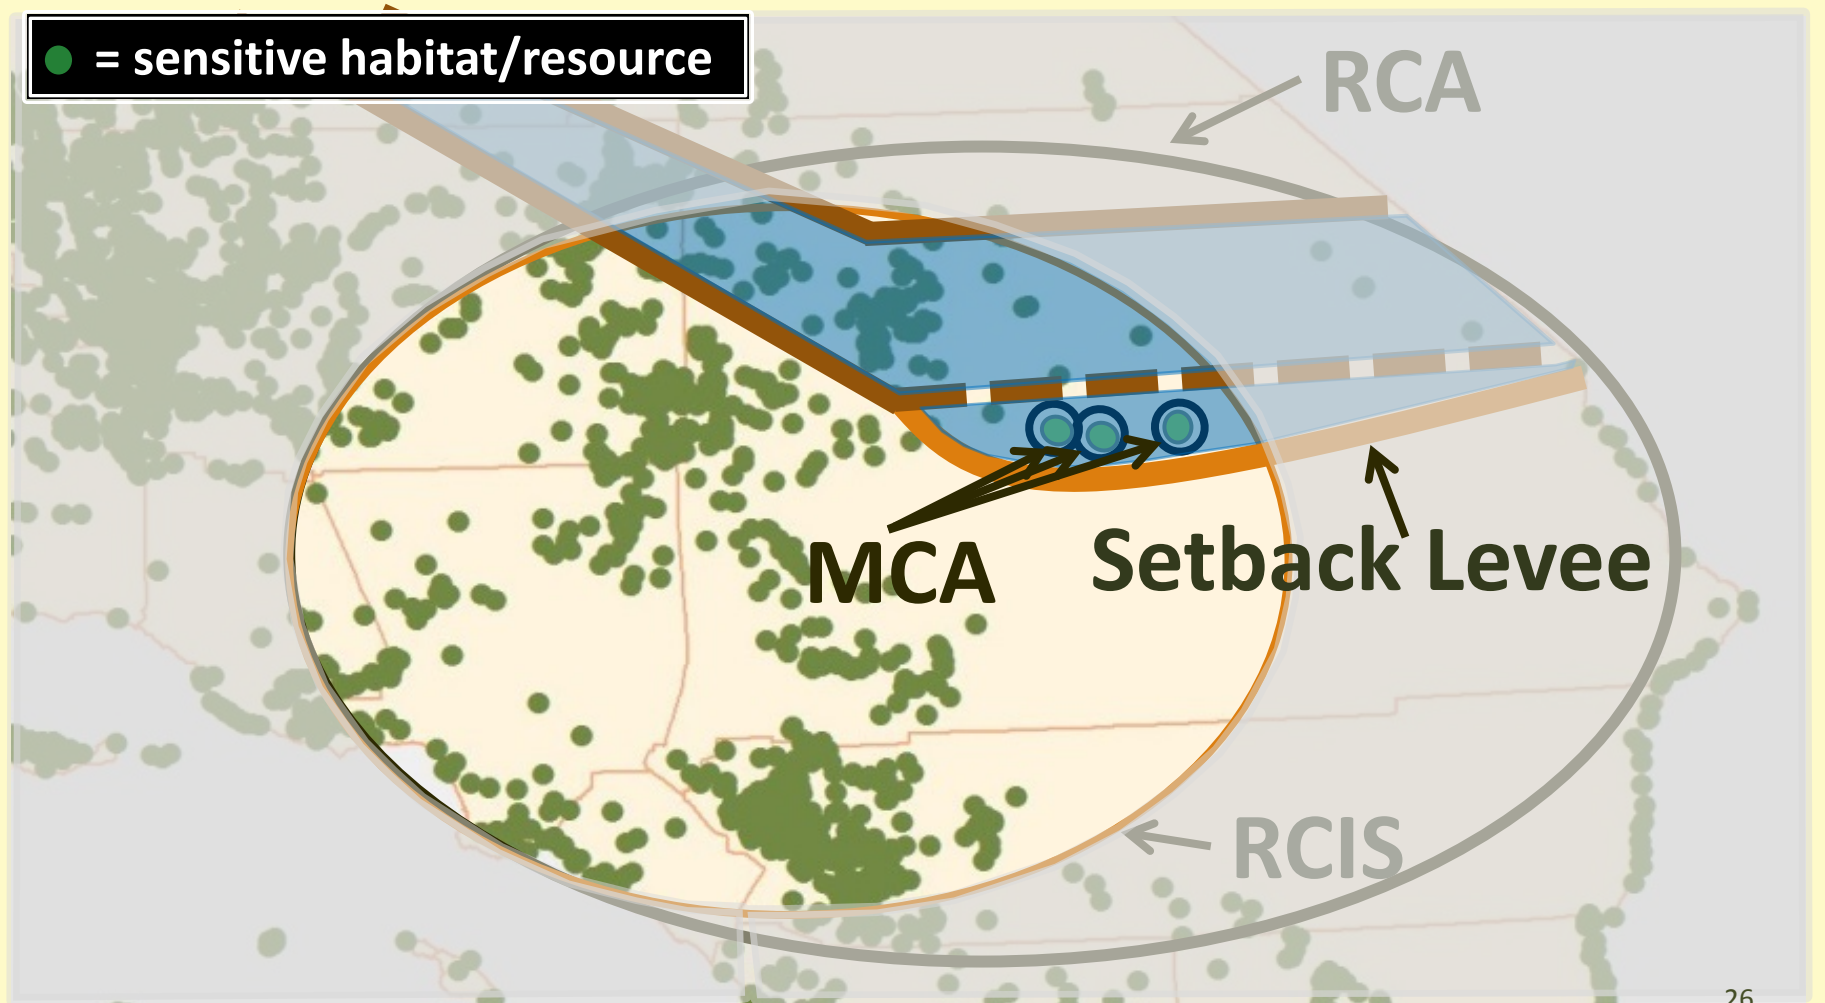 = sensitive habitat/resource
RCA
MCA
Setback Levee
RCIS
26